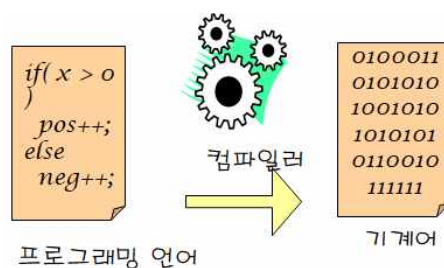 if( x > 0
)
pos++;
else
neg++;
프로그래밍 언어
컴파일러
0100011
0101010
1001010
1010101
0110010
111111
기계어